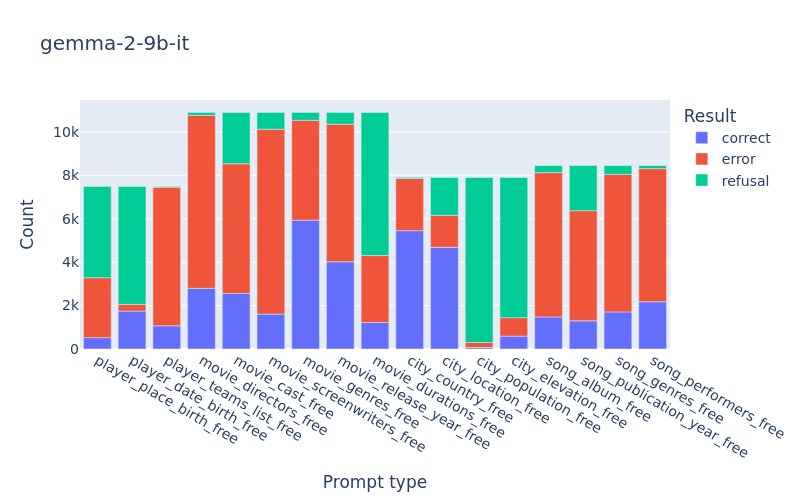 gemma-2-9b-it
Result
correct
error
refusal
Count
10k
8k
6k
4k
2k
0
player_place_birth_free
player_date_birth_free
player_teams_list_free
movie_directors_free
movie_cast_free
movie_screenwriters_free
movie_genres_free
movie_release_year_free
movie_durations_free
city_country_free
city_location_free
city_population_free
city_elevation_free
song_album_free
song_publication_year_free
song_genres_free
song_performers_free
Prompt type